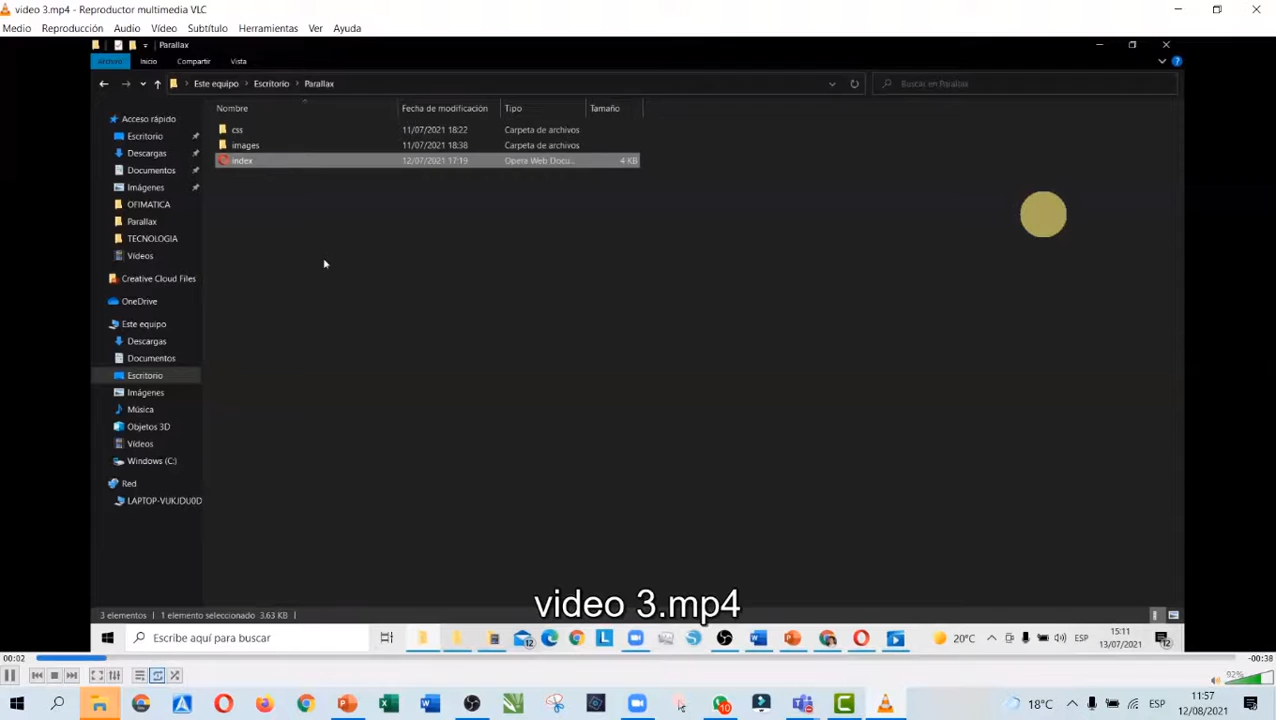 video 3.mp4 - Reproductor multimedia VLC
Medio Reproducción Audio Vídeo Subtítulo Herramientas Ver Ayuda
Parallax
Archivo Inicio Compartir Vista
Este equipo > Escritorio > Parallax
Buscar en Parallax
Nombre Fecha de modificación Tipo Tamaño
css 11/07/2021 18:22 Carpeta de archivos
images 11/07/2021 18:38 Carpeta de archivos
index 12/07/2021 17:19 Opera Web Docu... 4 KB
Acceso rápido
Escritorio
Descargas
Documentos
Imágenes
OFIMATICA
Parallax
TECNOLOGIA
Vídeos
Creative Cloud Files
OneDrive
Este equipo
Descargas
Documentos
Escritorio
Imágenes
Música
Objetos 3D
Vídeos
Windows (C:)
Red
LAPTOP-VUKJDU0D
3 elementos 1 elemento seleccionado 3.63 KB
video 3.mp4
Escribe aquí para buscar
12
20°C
ESP
15:11
13/07/2021
00:02
-00:38
92%
10
18°C
ESP
11:57
12/08/2021